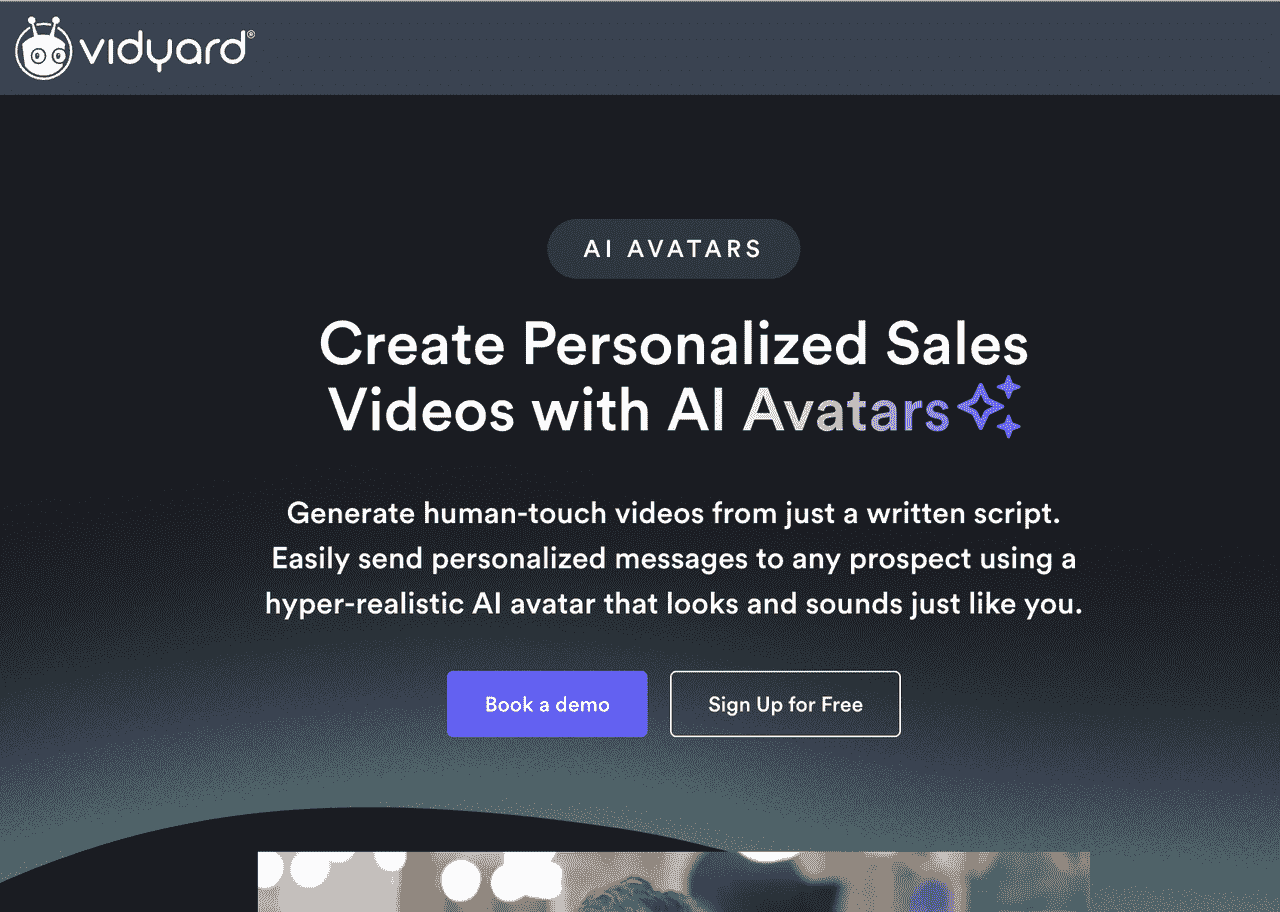 vidyard®
AI AVATARS
Create Personalized Sales
Videos with AI Avatars
Generate human-touch videos from just a written script.
Easily send personalized messages to any prospect using a
hyper-realistic AI avatar that looks and sounds just like you.
Book a demo
Sign Up for Free